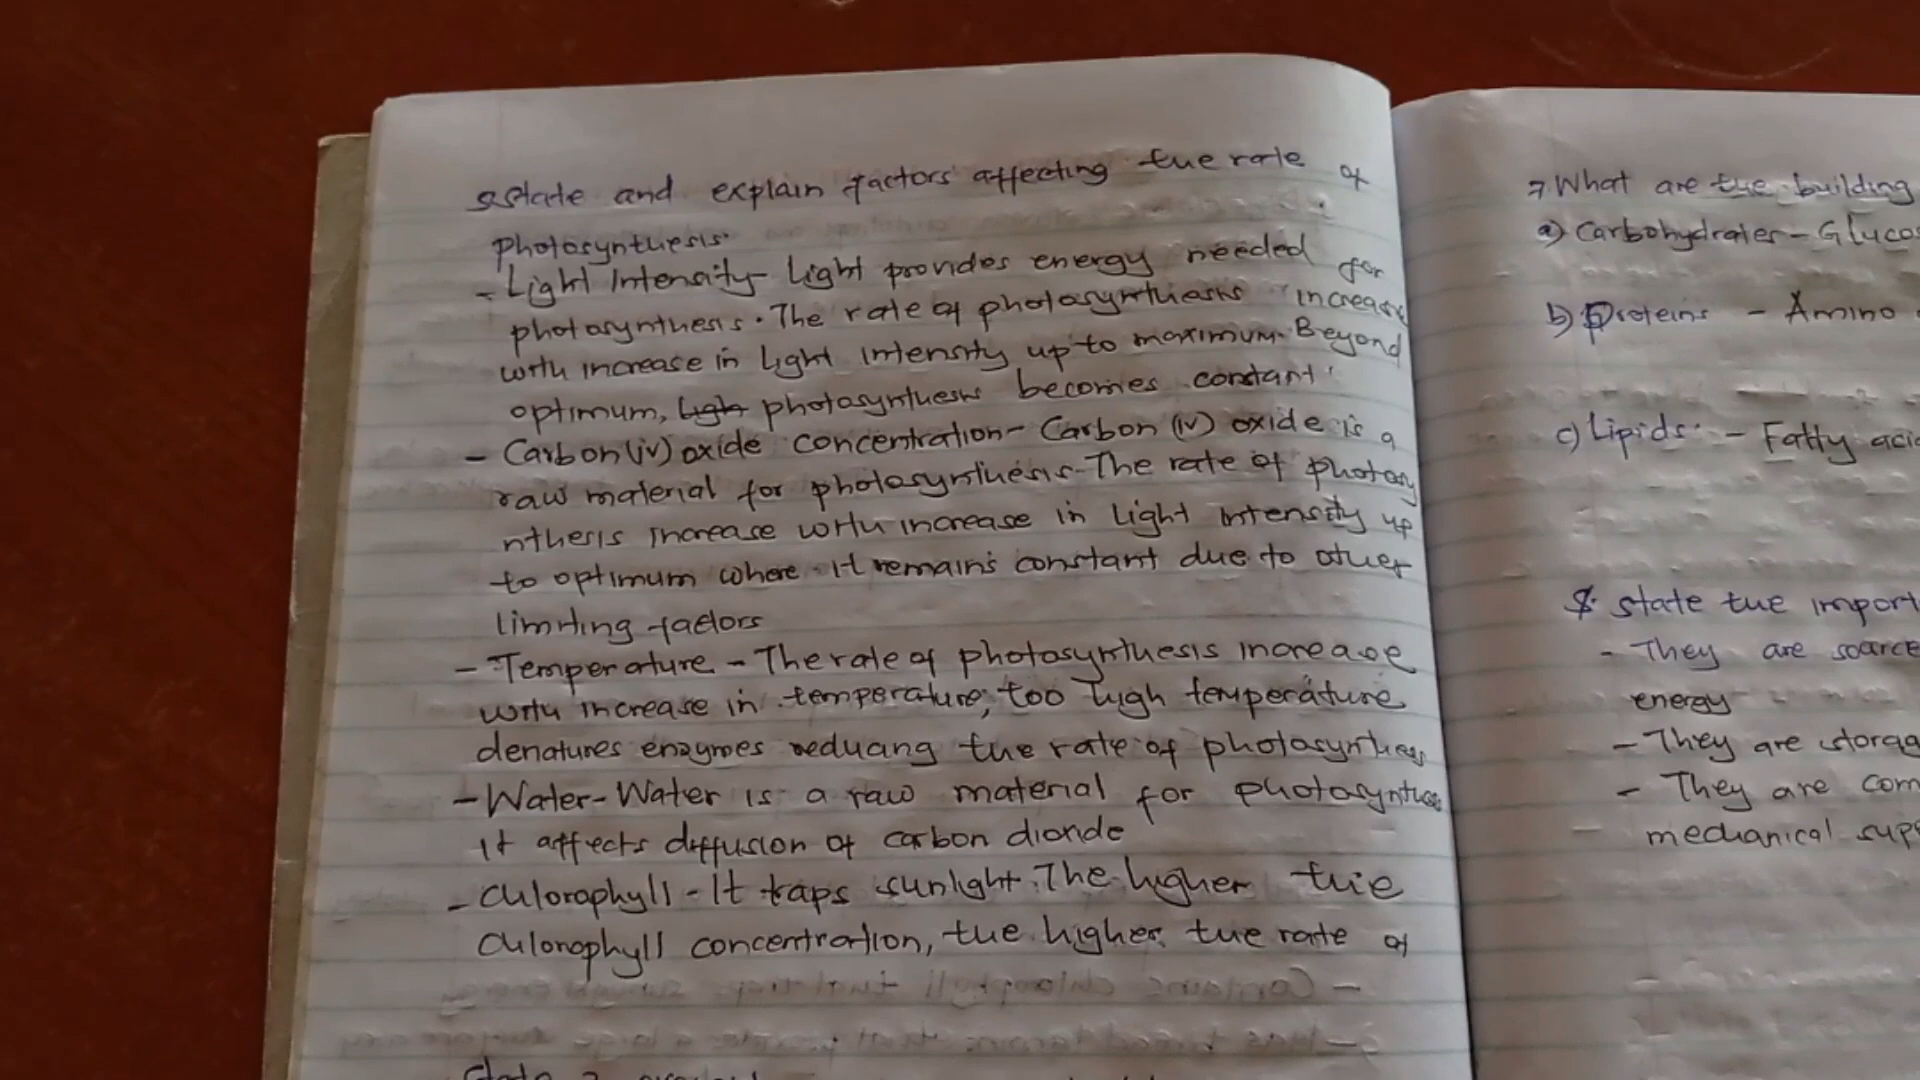 5. State and explain factors affecting the rate of
photosynthesis.
- Light Intensity- Light provides energy needed for
photosynthesis. The rate of photosynthesis increase
with increase in light intensity up to maximum. Beyond
optimum, ligh photosynthesis becomes constant.
- Carbon (iv) oxide concentration- Carbon (iv) oxide is a
raw material for photosynthesis. The rate of photosy
nthesis increase with increase in light intensity up
to optimum where it remains constant due to other
limiting factors
- Temperature - The rate of photosynthesis increase
with increase in temperature, too high temperature
denatures enzymes reducing the rate of photosynthesis
- Water- Water is a raw material for photosynthesis
it affects diffusion of carbon dioxide
- Chlorophyll - It traps sunlight. The higher the
chlorophyll concentration, the higher the rate of
7 What are the building
a) Carbohydrates - Glucos
b) Proteins - Amino
c) Lipids - Fatty acid
8. State the import
- They are source
energy
- They are storag
- They are com
mechanical supp